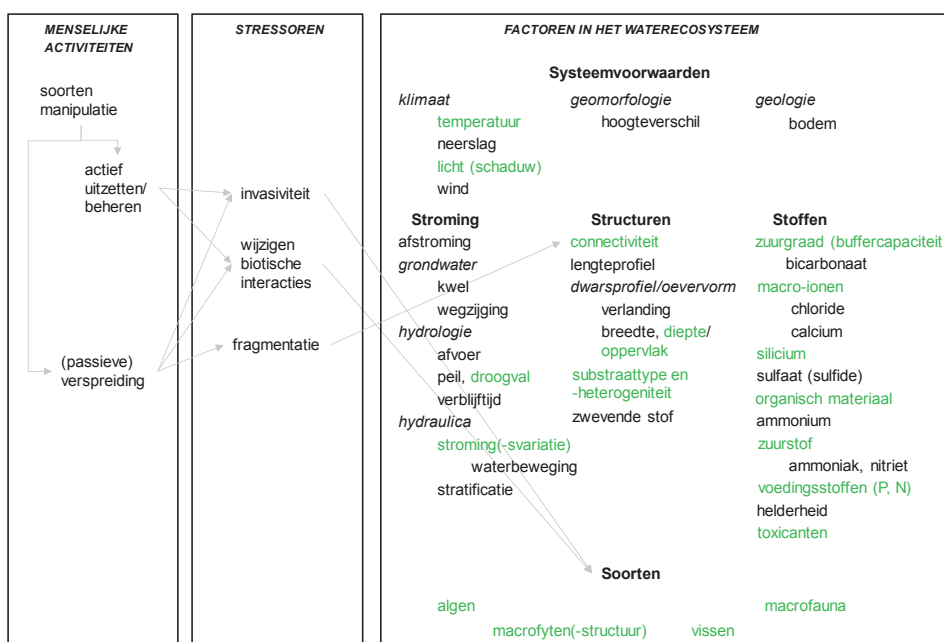 MENSELIJKE
ACTIVITEITEN
soorten
manipulatie
actief
uitzetten/
beheren
(passieve)
verspreiding
STRESSOREN
invasiviteit
wijzigen
biotische
interacties
fragmentatie
FACTOREN IN HET WATERECOSYSTEEM
Systeemvoorwaarden
klimaat
temperatuur
neerslag
licht (schaduw)
wind
geomorfologie
hoogteverschil
geologie
bodem
Stroming
afstroming
grondwater
kwel
wegzijging
hydrologie
afvoer
peil, droogval
verblijftijd
hydraulica
stroming(-svariatie)
waterbeweging
stratificatie
Structuren
connectiviteit
lengteprofiel
dwarsprofiel/oevervorm
verlanding
breedte, diepte/
oppervlak
substraattype en
-heterogeniteit
zwevende stof
Stoffen
zuurgraad (buffercapaciteit
bicarbonaat
macro-ionen
chloride
calcium
silicium
sulfaat (sulfide)
organisch materiaal
ammonium
zuurstof
ammoniak, nitriet
voedingsstoffen (P, N)
helderheid
toxicanten
Soorten
algen
macrofauna
macrofyten(-structuur)
vissen